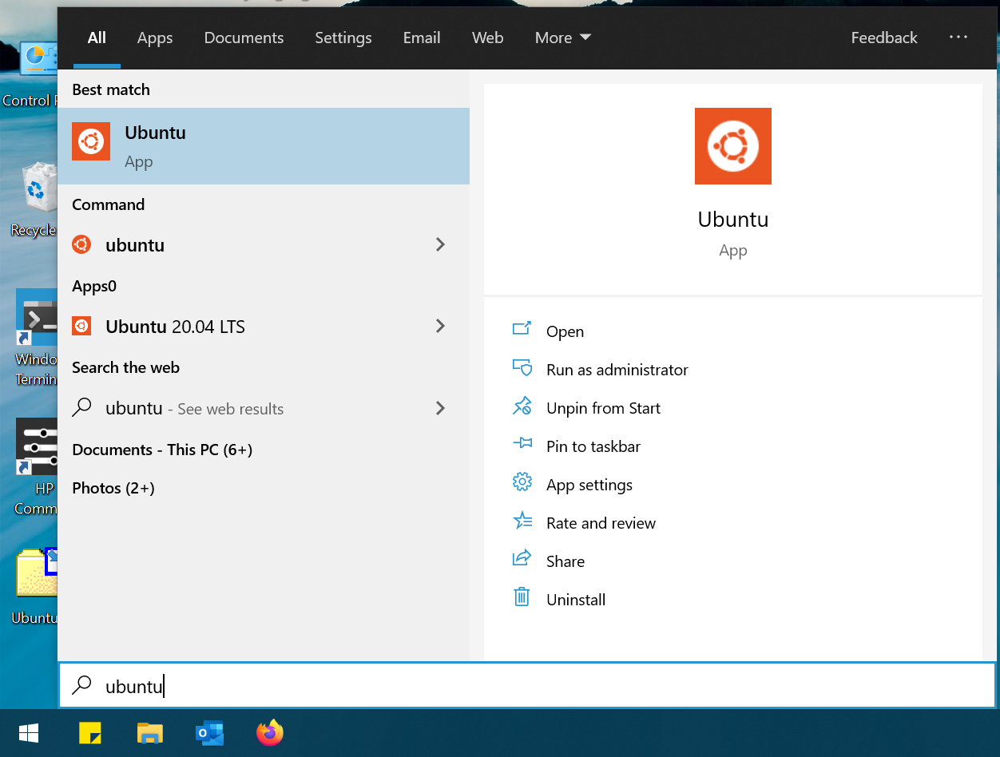 All Apps Documents Settings Email Web More Feedback ...
Best match
Ubuntu
App
Command
ubuntu
Apps0
Ubuntu 20.04 LTS
Search the web
ubuntu - See web results
Documents - This PC (6+)
Photos (2+)
Ubuntu
App
Open
Run as administrator
Unpin from Start
Pin to taskbar
App settings
Rate and review
Share
Uninstall
ubuntu
Control
Recycle
Windo
Termin
HP
Comm
Ubuntu